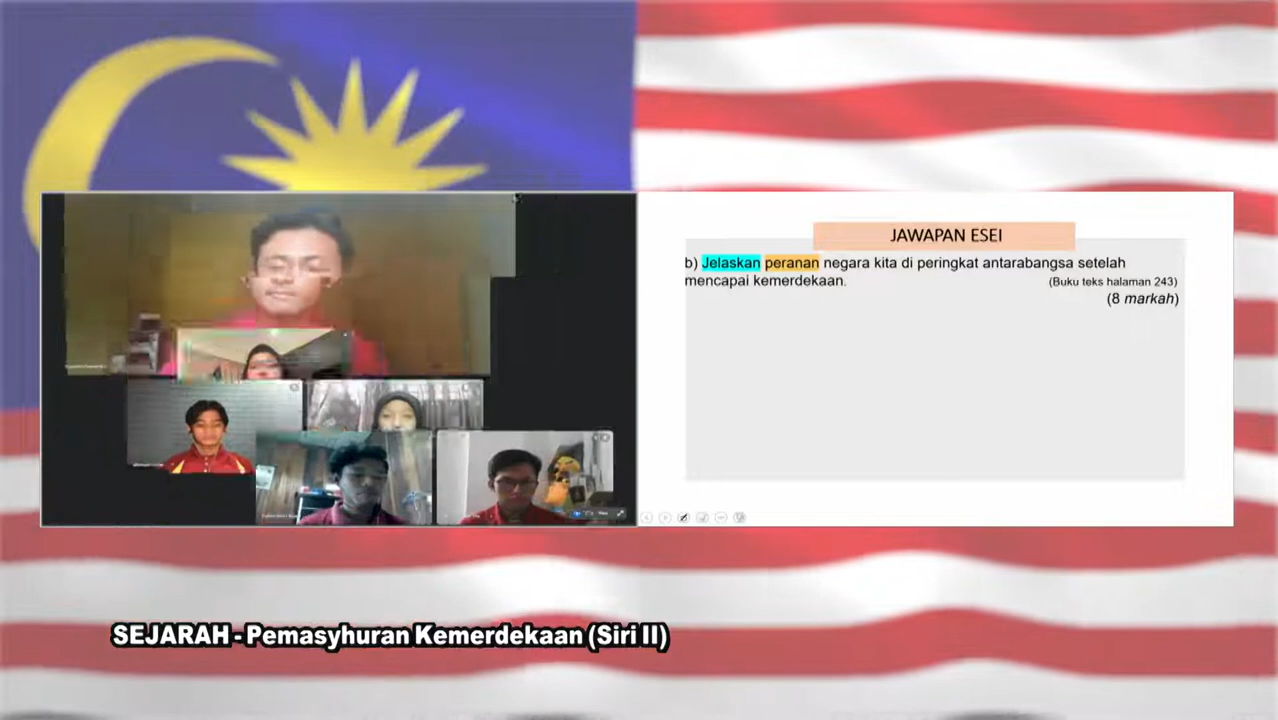 JAWAPAN ESEI
b) Jelaskan peranan negara kita di peringkat antarabangsa setelah
mencapai kemerdekaan. (Buku teks halaman 243)
(8 markah)
SEJARAH - Pemasyhuran Kemerdekaan (Siri II)